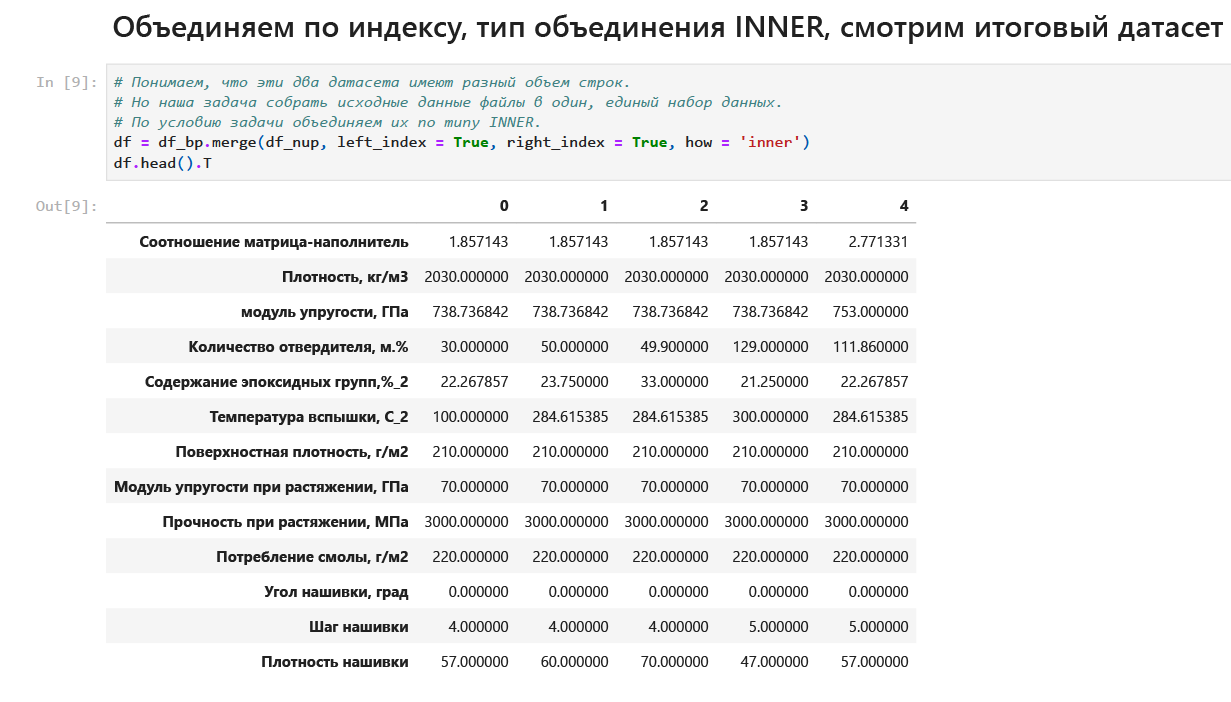 Объединяем по индексу, тип объединения INNER, смотрим итоговый датасет
In [9]:
# Понимаем, что эти два датасета имеют разный объем строк.
# Но наша задача собрать исходные данные файлы в один, единый набор данных.
# По условию задачи объединяем их по типу INNER.
df = df_bp.merge(df_nup, left_index = True, right_index = True, how = 'inner')
df.head().T
Out[9]:
0 1 2 3 4
Соотношение матрица-наполнитель 1.857143 1.857143 1.857143 1.857143 2.771331
Плотность, кг/м3 2030.000000 2030.000000 2030.000000 2030.000000 2030.000000
модуль упругости, ГПа 738.736842 738.736842 738.736842 738.736842 753.000000
Количество отвердителя, м.% 30.000000 50.000000 49.900000 129.000000 111.860000
Содержание эпоксидных групп,%_2 22.267857 23.750000 33.000000 21.250000 22.267857
Температура вспышки, С_2 100.000000 284.615385 284.615385 300.000000 284.615385
Поверхностная плотность, г/м2 210.000000 210.000000 210.000000 210.000000 210.000000
Модуль упругости при растяжении, ГПа 70.000000 70.000000 70.000000 70.000000 70.000000
Прочность при растяжении, МПа 3000.000000 3000.000000 3000.000000 3000.000000 3000.000000
Потребление смолы, г/м2 220.000000 220.000000 220.000000 220.000000 220.000000
Угол нашивки, град 0.000000 0.000000 0.000000 0.000000 0.000000
Шаг нашивки 4.000000 4.000000 4.000000 5.000000 5.000000
Плотность нашивки 57.000000 60.000000 70.000000 47.000000 57.000000